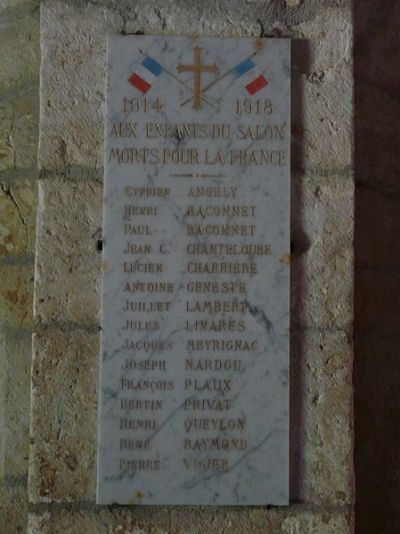 1914 1918
AUX ENFANTS DU SALON
MORTS POUR LA FRANCE
CYPRIEN ANGELY
HENRI BACONNET
PAUL BACONNET
JEAN C. CHANTELOUBE
LUCIEN CHARRIÈRE
ANTOINE GENESTE
JUILLET LAMBERT
JULES LINARES
JACQUES MEYRIGNAC
JOSEPH NARDOU
FRANÇOIS PLAUX
BERTIN PRIVAT
HENRI QUEYLON
RENÉ RAYMOND
PIERRE VIGIER